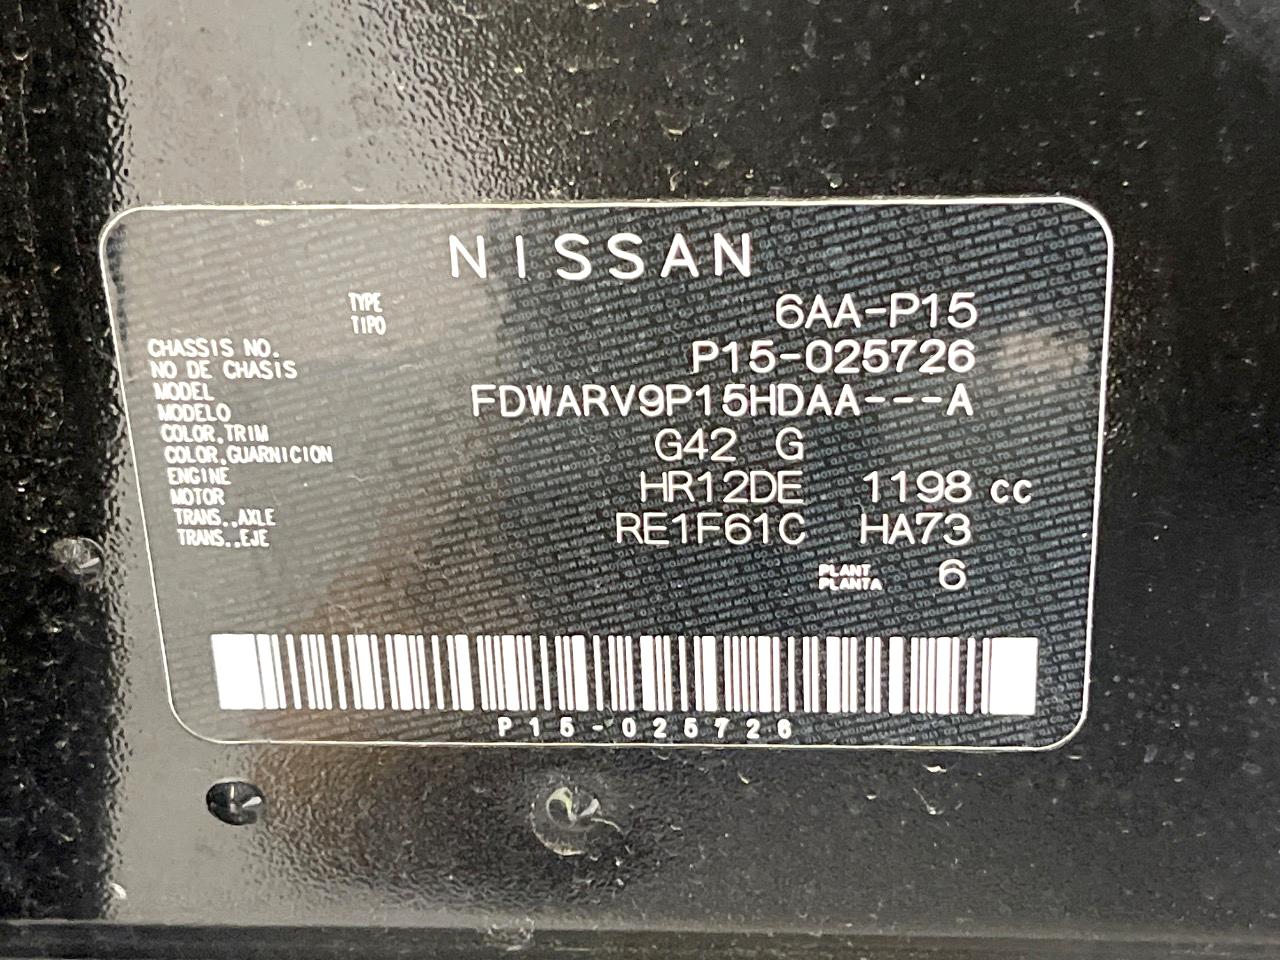 NISSAN
TYPE 6AA-P15
TIPO
CHASSIS NO. P15-025726
NO DE CHASIS
MODEL FDWARV9P15HDAA---A
MODELO
COLOR,TRIM G42 G
COLOR,GUARNICION
ENGINE HR12DE 1198 cc
MOTOR
TRANS.,AXLE RE1F61C HA73
TRANS.,EJE
PLANT 6
PLANTA
P15-025726